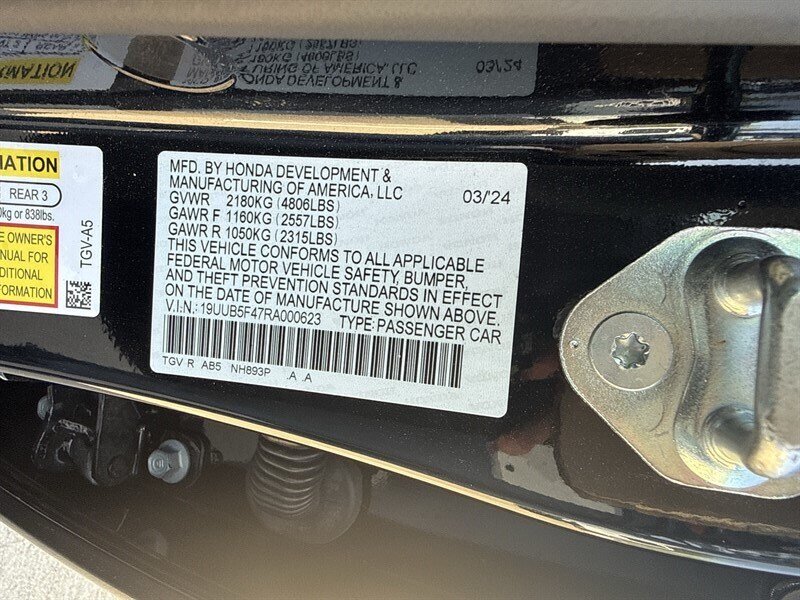 MATION
REAR 3
0kg or 838lbs.
E OWNER'S
NUAL FOR
DITIONAL
FORMATION
TGV-A5
MFD. BY HONDA DEVELOPMENT &
MANUFACTURING OF AMERICA, LLC
03/'24
GVWR 2180KG (4806LBS)
GAWR F 1160KG (2557LBS)
GAWR R 1050KG (2315LBS)
THIS VEHICLE CONFORMS TO ALL APPLICABLE
FEDERAL MOTOR VEHICLE SAFETY, BUMPER,
AND THEFT PREVENTION STANDARDS IN EFFECT
ON THE DATE OF MANUFACTURE SHOWN ABOVE.
V.I.N.: 19UUB5F47RA000623 TYPE: PASSENGER CAR
TGV R AB5 NH893P .A .A